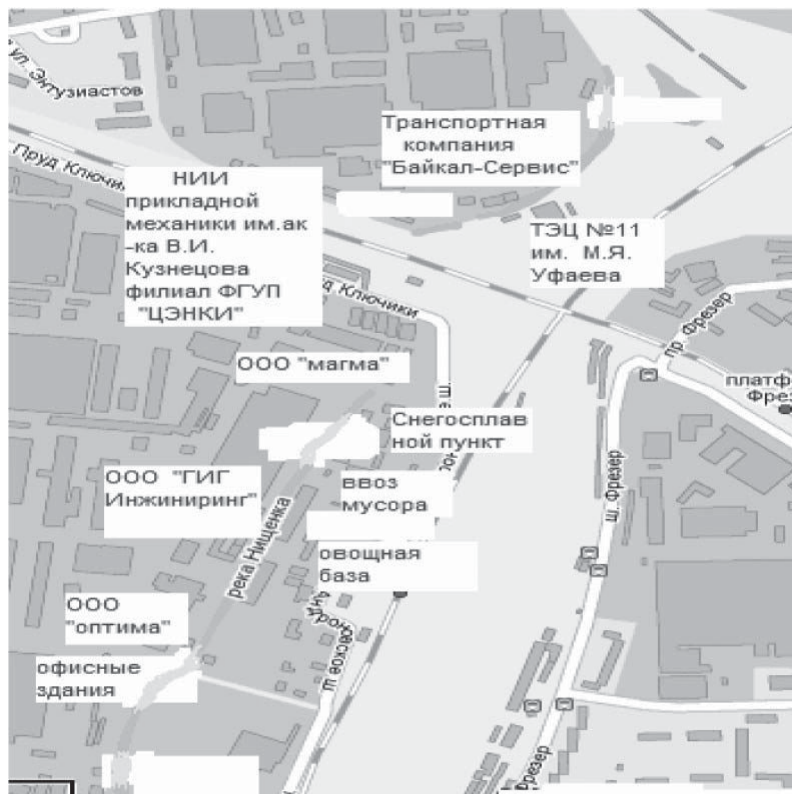 ул. Энтузиастов
Транспортная
компания
"Байкал-Сервис"
Пруд Ключики
НИИ
прикладной
механики им.ак
-ка В.И.
Кузнецова
филиал ФГУП
"ЦЭНКИ"
ТЭЦ №11
им. М.Я.
Уфаева
Ключики
пр. Фрезер
ООО "магма"
платф
Фрез
Снегосплав
ной пункт
ООО "ГИГ
Инжиниринг"
ввоз
мусора
ш. Фрезер
река Нищенка
овощная
база
ООО
"оптима"
офисные
здания
Фрезер